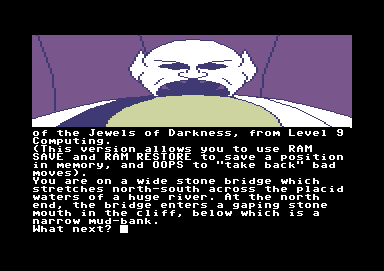 of the Jewels of Darkness, from Level 9
Computing.
(This version allows you to use RAM
SAVE and RAM RESTORE to save a position
in memory, and OOPS to "take back" bad
moves).
You are on a wide stone bridge which
stretches north-south across the placid
waters of a huge river. At the north
end, the bridge enters a gaping stone
mouth in the cliff, below which is a
narrow mud-bank.
What next?